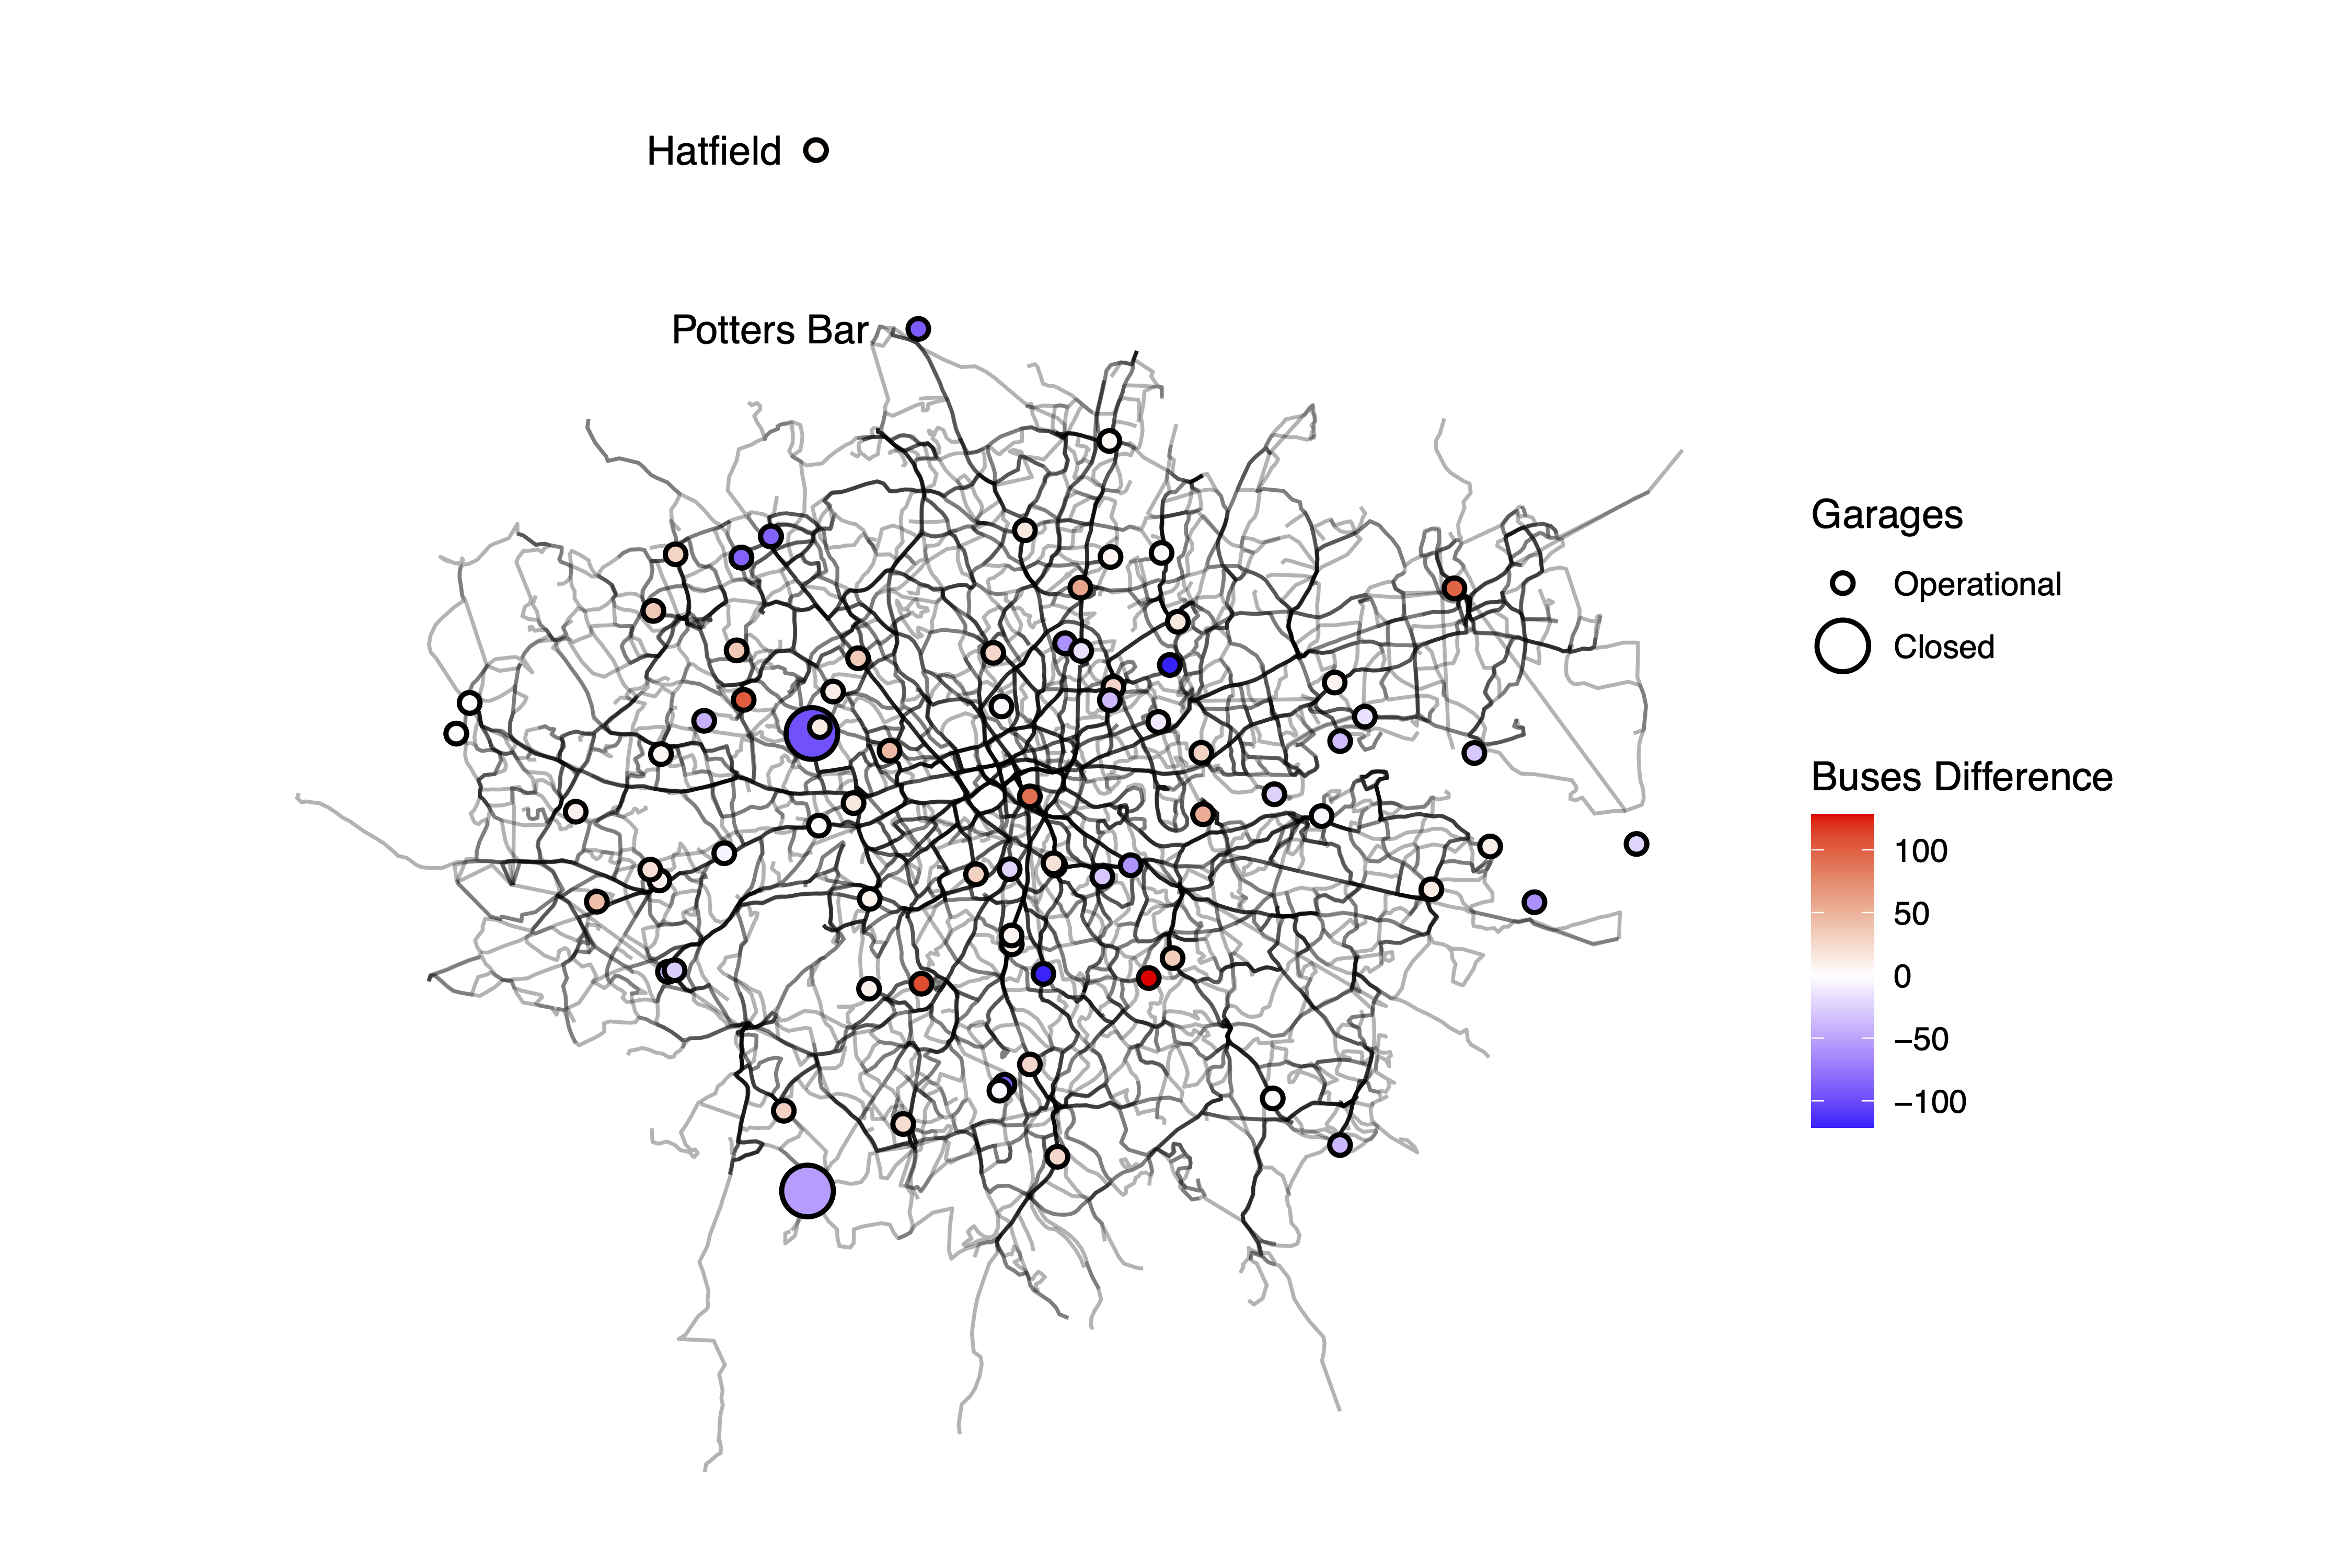 Hatfield
Potters Bar
Garages
Operational
Closed
Buses Difference
100
50
0
−50
−100